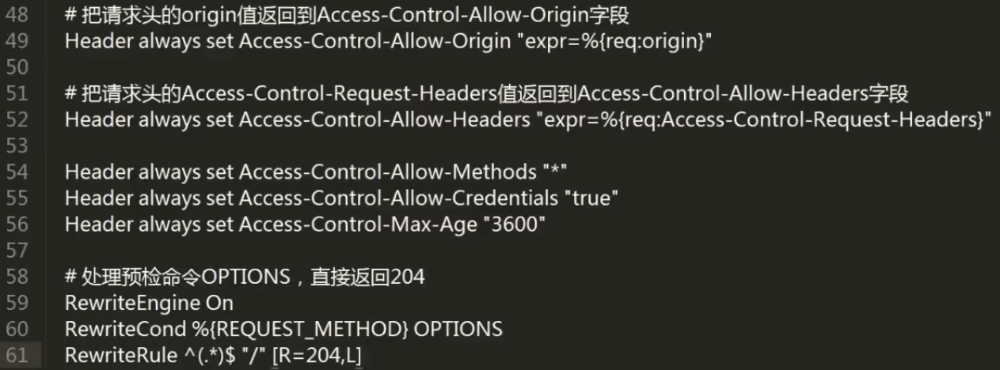 48 # 把请求头的origin值返回到Access-Control-Allow-Origin字段
49 Header always set Access-Control-Allow-Origin "expr=%{req:origin}"
50
51 # 把请求头的Access-Control-Request-Headers值返回到Access-Control-Allow-Headers字段
52 Header always set Access-Control-Allow-Headers "expr=%{req:Access-Control-Request-Headers}"
53
54 Header always set Access-Control-Allow-Methods "*"
55 Header always set Access-Control-Allow-Credentials "true"
56 Header always set Access-Control-Max-Age "3600"
57
58 # 处理预检命令OPTIONS，直接返回204
59 RewriteEngine On
60 RewriteCond %{REQUEST_METHOD} OPTIONS
61 RewriteRule ^(.*)$ "/" [R=204,L]